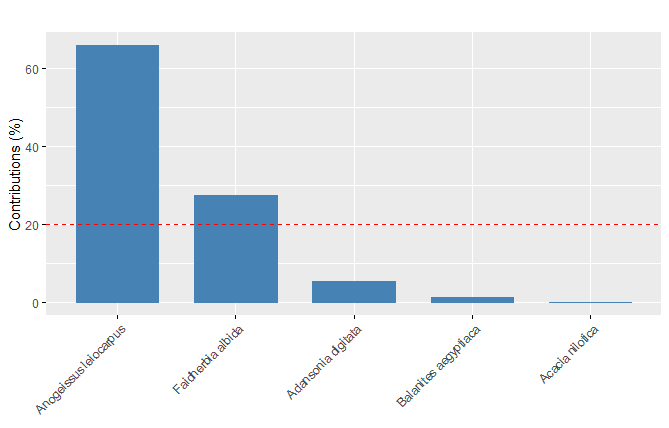 Contributions (%)
60
40
20
0
Anogeissus leiocarpus
Faidherbia albida
Adansonia digitata
Balanites aegyptiaca
Acacia nilotica